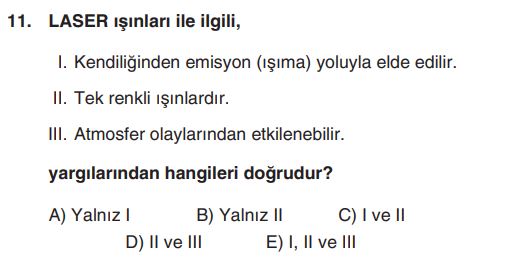 11. LASER ışınları ile ilgili,
I. Kendiliğinden emisyon (ışıma) yoluyla elde edilir.
II. Tek renkli ışınlardır.
III. Atmosfer olaylarından etkilenebilir.
yargılarından hangileri doğrudur?
A) Yalnız I B) Yalnız II C) I ve II
D) II ve III E) I, II ve III